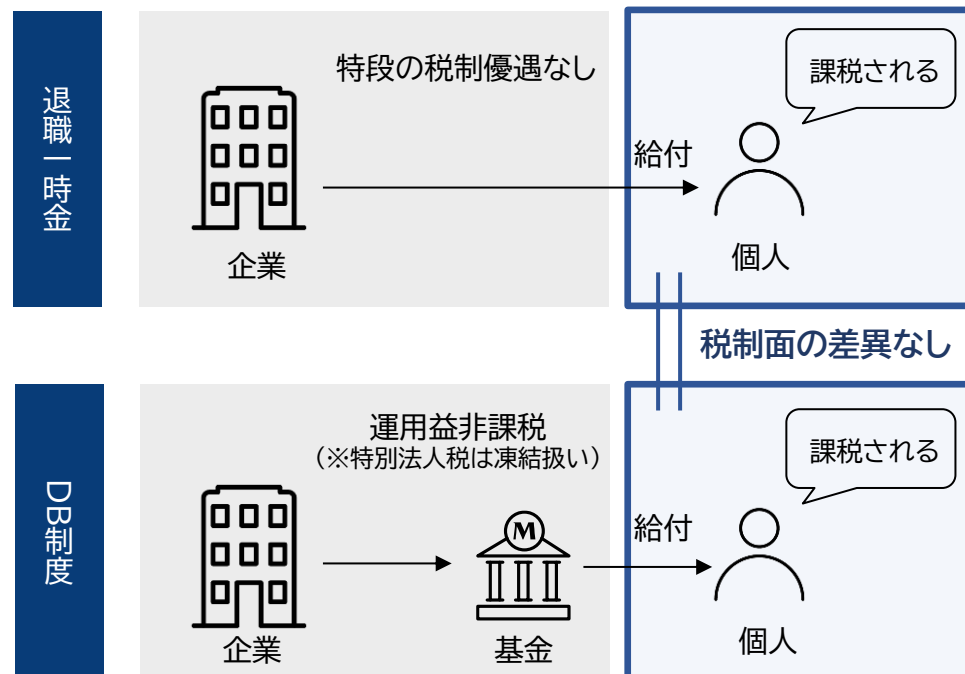 退職一時金
特段の税制優遇なし
課税される
給付
企業
個人
税制面の差異なし
DB制度
運用益非課税
(※特別法人税は凍結扱い)
課税される
M
給付
企業
基金
個人